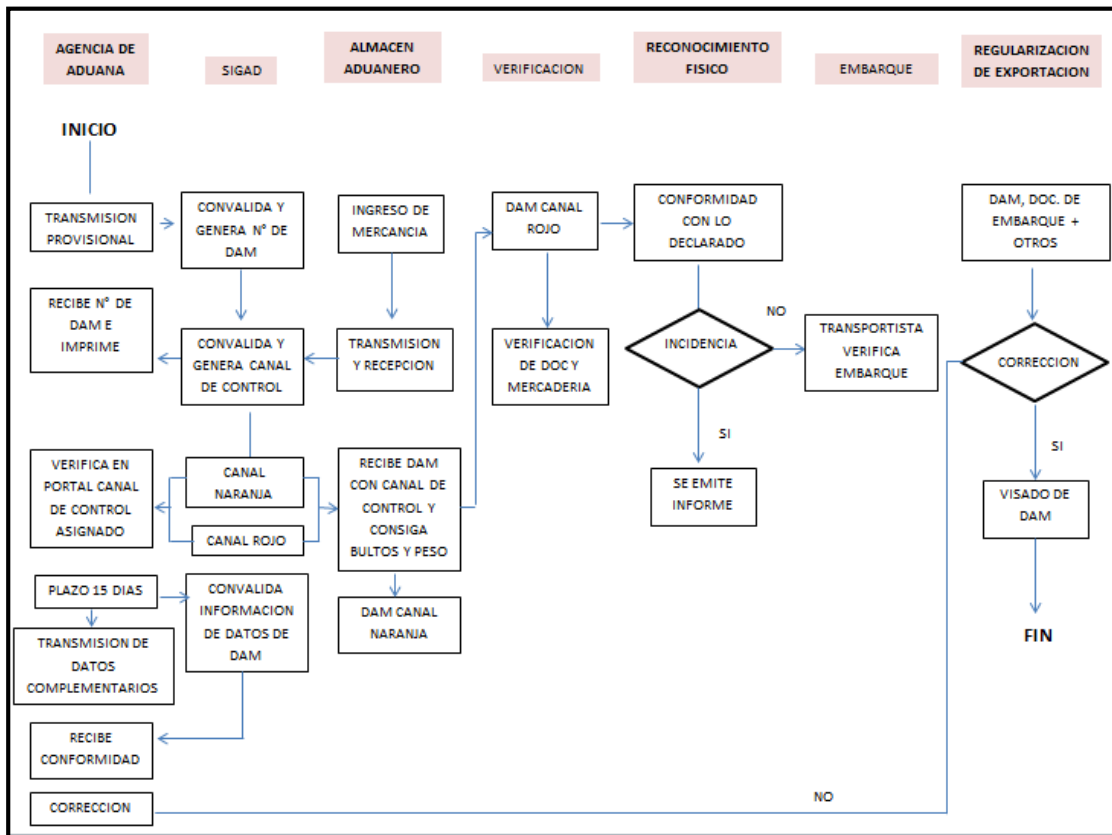 AGENCIA DE
ADUANA
SIGAD
ALMACEN
ADUANERO
VERIFICACION
RECONOCIMIENTO
FISICO
EMBARQUE
REGULARIZACION
DE EXPORTACION
INICIO
TRANSMISION
PROVISIONAL
CONVALIDA Y
GENERA N° DE
DAM
INGRESO DE
MERCANCIA
DAM CANAL
ROJO
CONFORMIDAD
CON LO
DECLARADO
DAM, DOC. DE
EMBARQUE +
OTROS
RECIBE N° DE
DAM E
IMPRIME
CONVALIDA Y
GENERA CANAL
DE CONTROL
TRANSMISION
Y RECEPCION
VERIFICACION
DE DOC Y
MERCADERIA
INCIDENCIA
NO
TRANSPORTISTA
VERIFICA
EMBARQUE
CORRECCION
SI
SI
VERIFICA EN
PORTAL CANAL
DE CONTROL
ASIGNADO
CANAL
NARANJA
CANAL ROJO
RECIBE DAM
CON CANAL DE
CONTROL Y
CONSIGA
BULTOS Y PESO
SE EMITE
INFORME
VISADO DE
DAM
PLAZO 15 DIAS
CONVALIDA
INFORMACION
DE DATOS DE
DAM
DAM CANAL
NARANJA
TRANSMISION DE
DATOS
COMPLEMENTARIOS
FIN
RECIBE
CONFORMIDAD
CORRECCION
NO